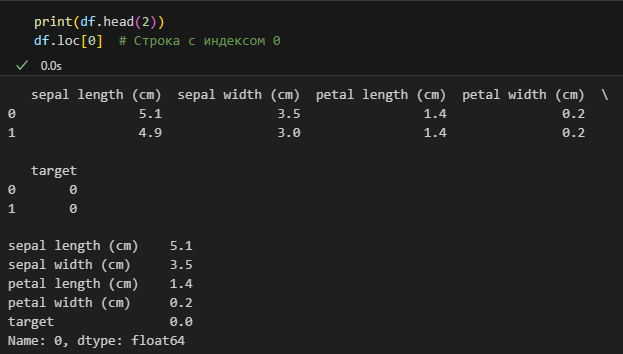 print(df.head(2))
df.loc[0]  # Строка с индексом 0
0.0s
   sepal length (cm)  sepal width (cm)  petal length (cm)  petal width (cm)  \
0                5.1               3.5                1.4               0.2
1                4.9               3.0                1.4               0.2
   target
0       0
1       0
sepal length (cm)    5.1
sepal width (cm)     3.5
petal length (cm)    1.4
petal width (cm)     0.2
target               0.0
Name: 0, dtype: float64